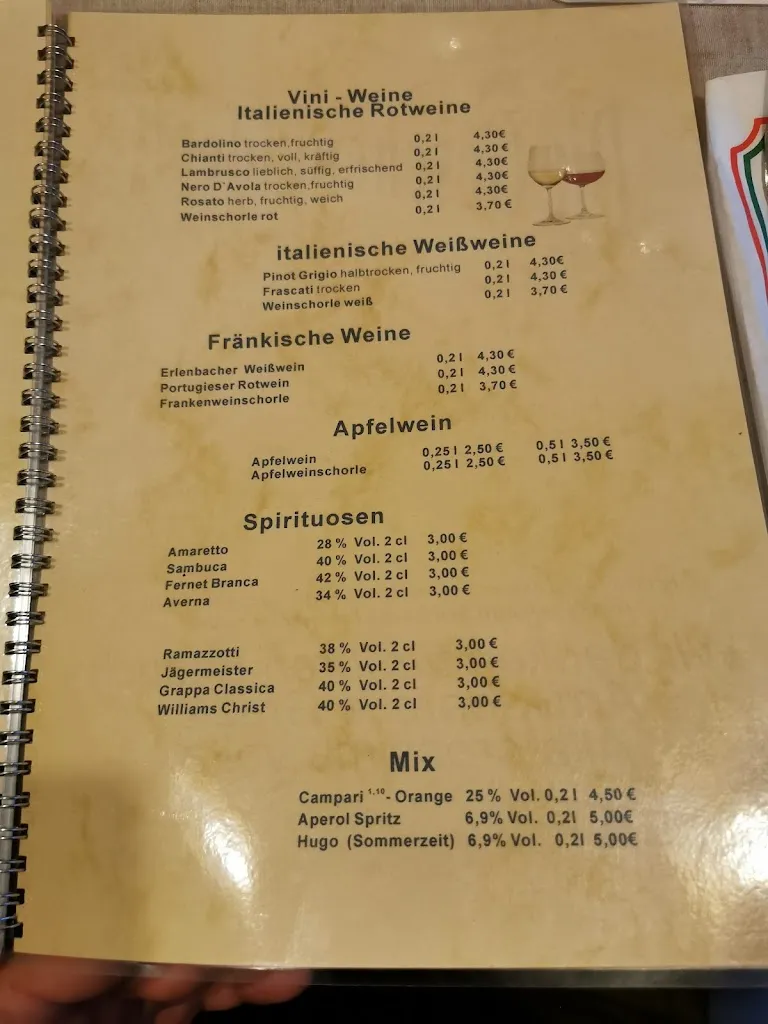 Vini - Weine
Italienische Rotweine
Bardolino trocken,fruchtig 0,2 l 4,30€
Chianti trocken, voll, kräftig 0,2 l 4,30 €
Lambrusco lieblich, süffig, erfrischend 0,2 l 4,30€
Nero D`Avola trocken,fruchtig 0,2 l 4,30€
Rosato herb, fruchtig, weich 0,2 l 4,30€
Weinschorle rot 0,2 l 3,70 €
italienische Weißweine
Pinot Grigio halbtrocken, fruchtig 0,2 l 4,30€
Frascati trocken 0,2 l 4,30 €
Weinschorle weiß 0,2 l 3,70 €
Fränkische Weine
Erlenbacher Weißwein 0,2 l 4,30 €
Portugieser Rotwein 0,2 l 4,30 €
Frankenweinschorle 0,2 l 3,70 €
Apfelwein
Apfelwein 0,25 l 2,50 € 0,5 l 3,50 €
Apfelweinschorle 0,25 l 2,50 € 0,5 l 3,50 €
Spirituosen
Amaretto 28 % Vol. 2 cl 3,00 €
Sambuca 40 % Vol. 2 cl 3,00 €
Fernet Branca 42 % Vol. 2 cl 3,00 €
Averna 34 % Vol. 2 cl 3,00 €
Ramazzotti 38 % Vol. 2 cl 3,00 €
Jägermeister 35 % Vol. 2 cl 3,00 €
Grappa Classica 40 % Vol. 2 cl 3,00 €
Williams Christ 40 % Vol. 2 cl 3,00 €
Mix
Campari 1,10 - Orange 25 % Vol. 0,2 l 4,50 €
Aperol Spritz 6,9% Vol. 0,2l 5,00€
Hugo (Sommerzeit) 6,9% Vol. 0,2l 5,00€